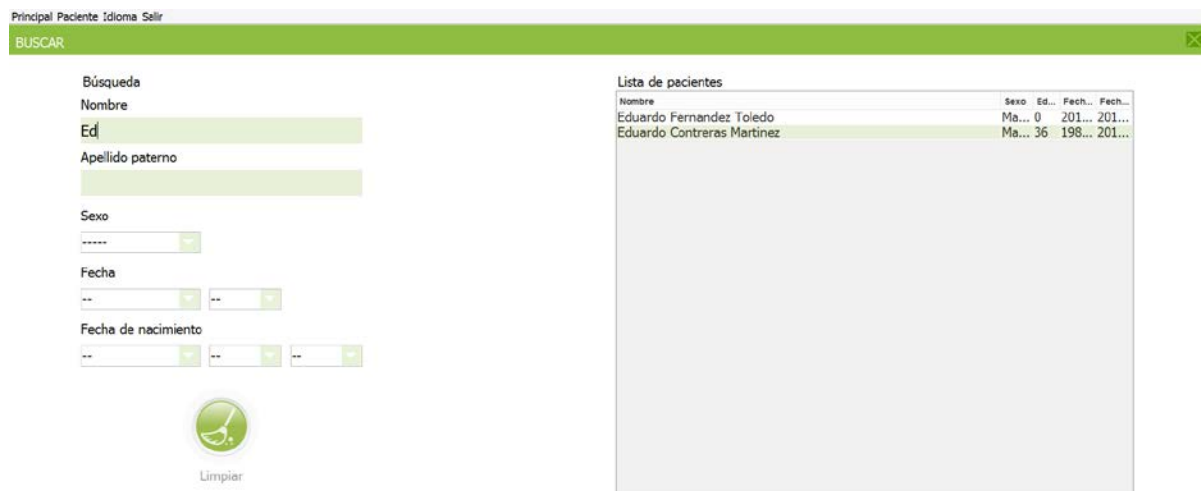 Principal Paciente Idioma Salir
BUSCAR
Búsqueda
Nombre
Ed
Apellido paterno
Sexo
-----
Fecha
-- --
Fecha de nacimiento
-- -- --
Limpiar
Lista de pacientes
Nombre Sexo Ed... Fech... Fech...
Eduardo Fernandez Toledo Ma... 0 201... 201...
Eduardo Contreras Martinez Ma... 36 198... 201...